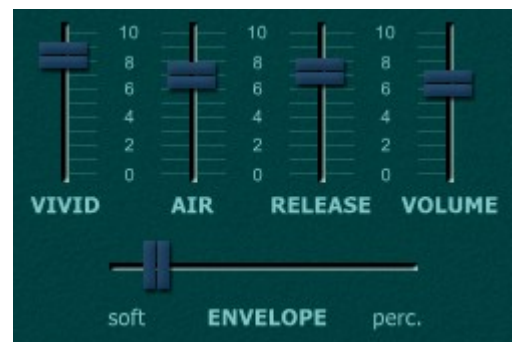 10 10 10
8 8 8
6 6 6
4 4 4
2 2 2
0 0 0
VIVID AIR RELEASE VOLUME
soft ENVELOPE perc.